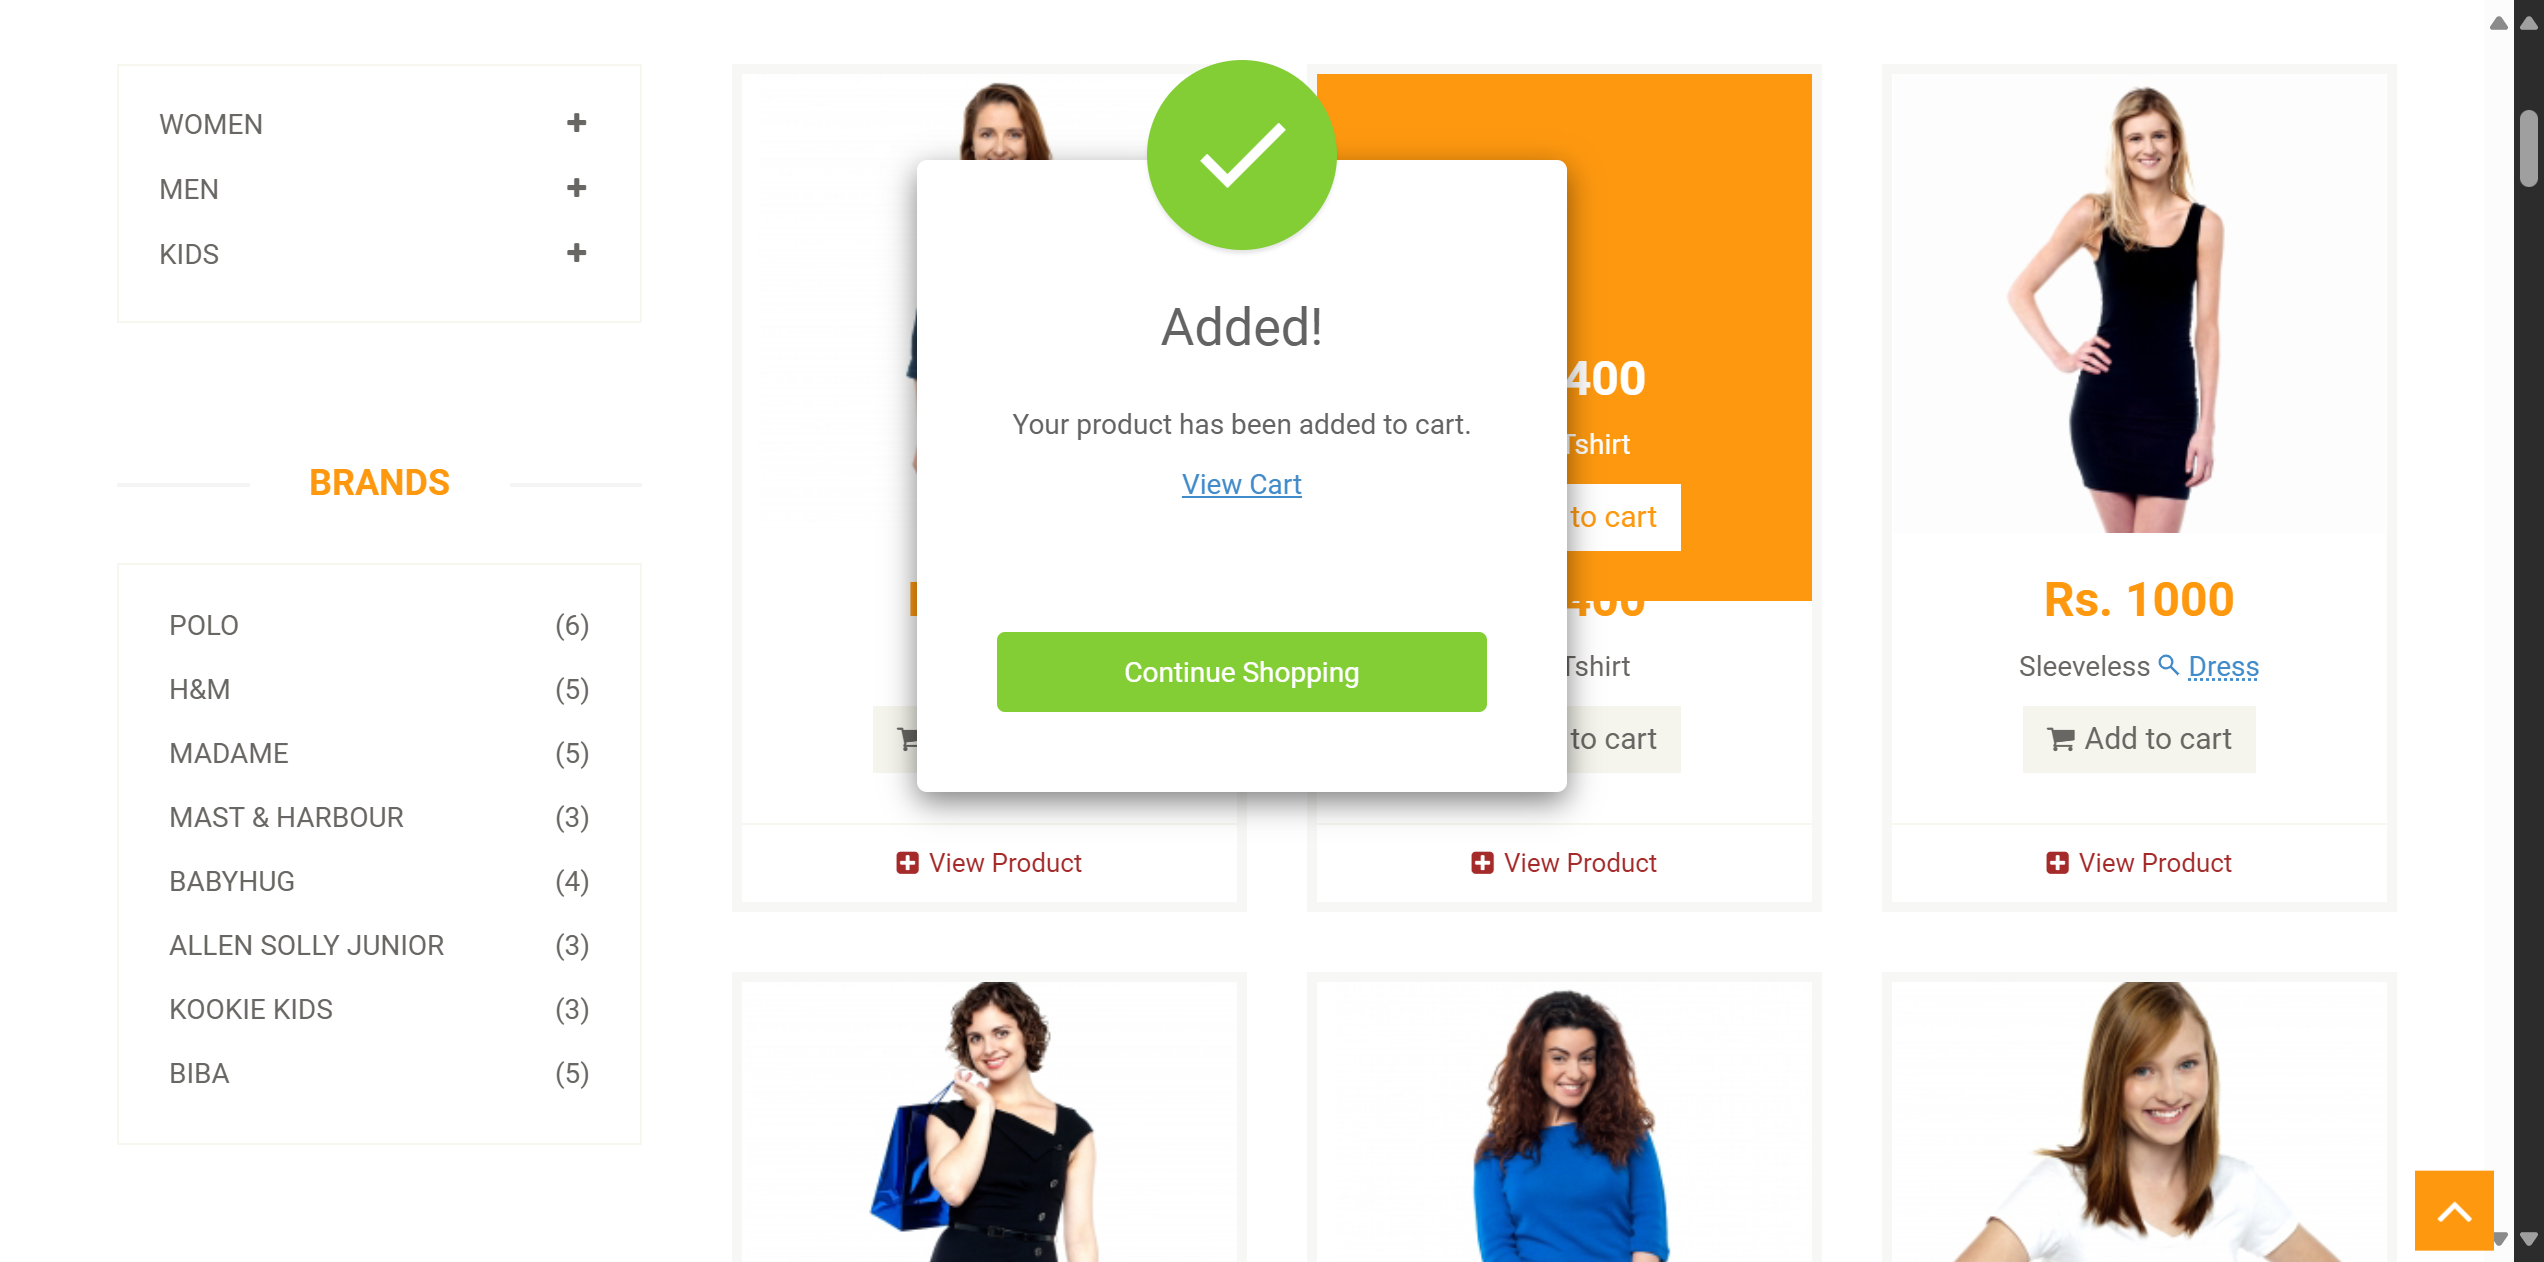 WOMEN
MEN
KIDS
BRANDS
POLO (6)
H&M (5)
MADAME (5)
MAST & HARBOUR (3)
BABYHUG (4)
ALLEN SOLLY JUNIOR (3)
KOOKIE KIDS (3)
BIBA (5)
Added!
Your product has been added to cart.
View Cart
Continue Shopping
View Product
400
Tshirt
to cart
400
Tshirt
to cart
View Product
Rs. 1000
Sleeveless Dress
Add to cart
View Product